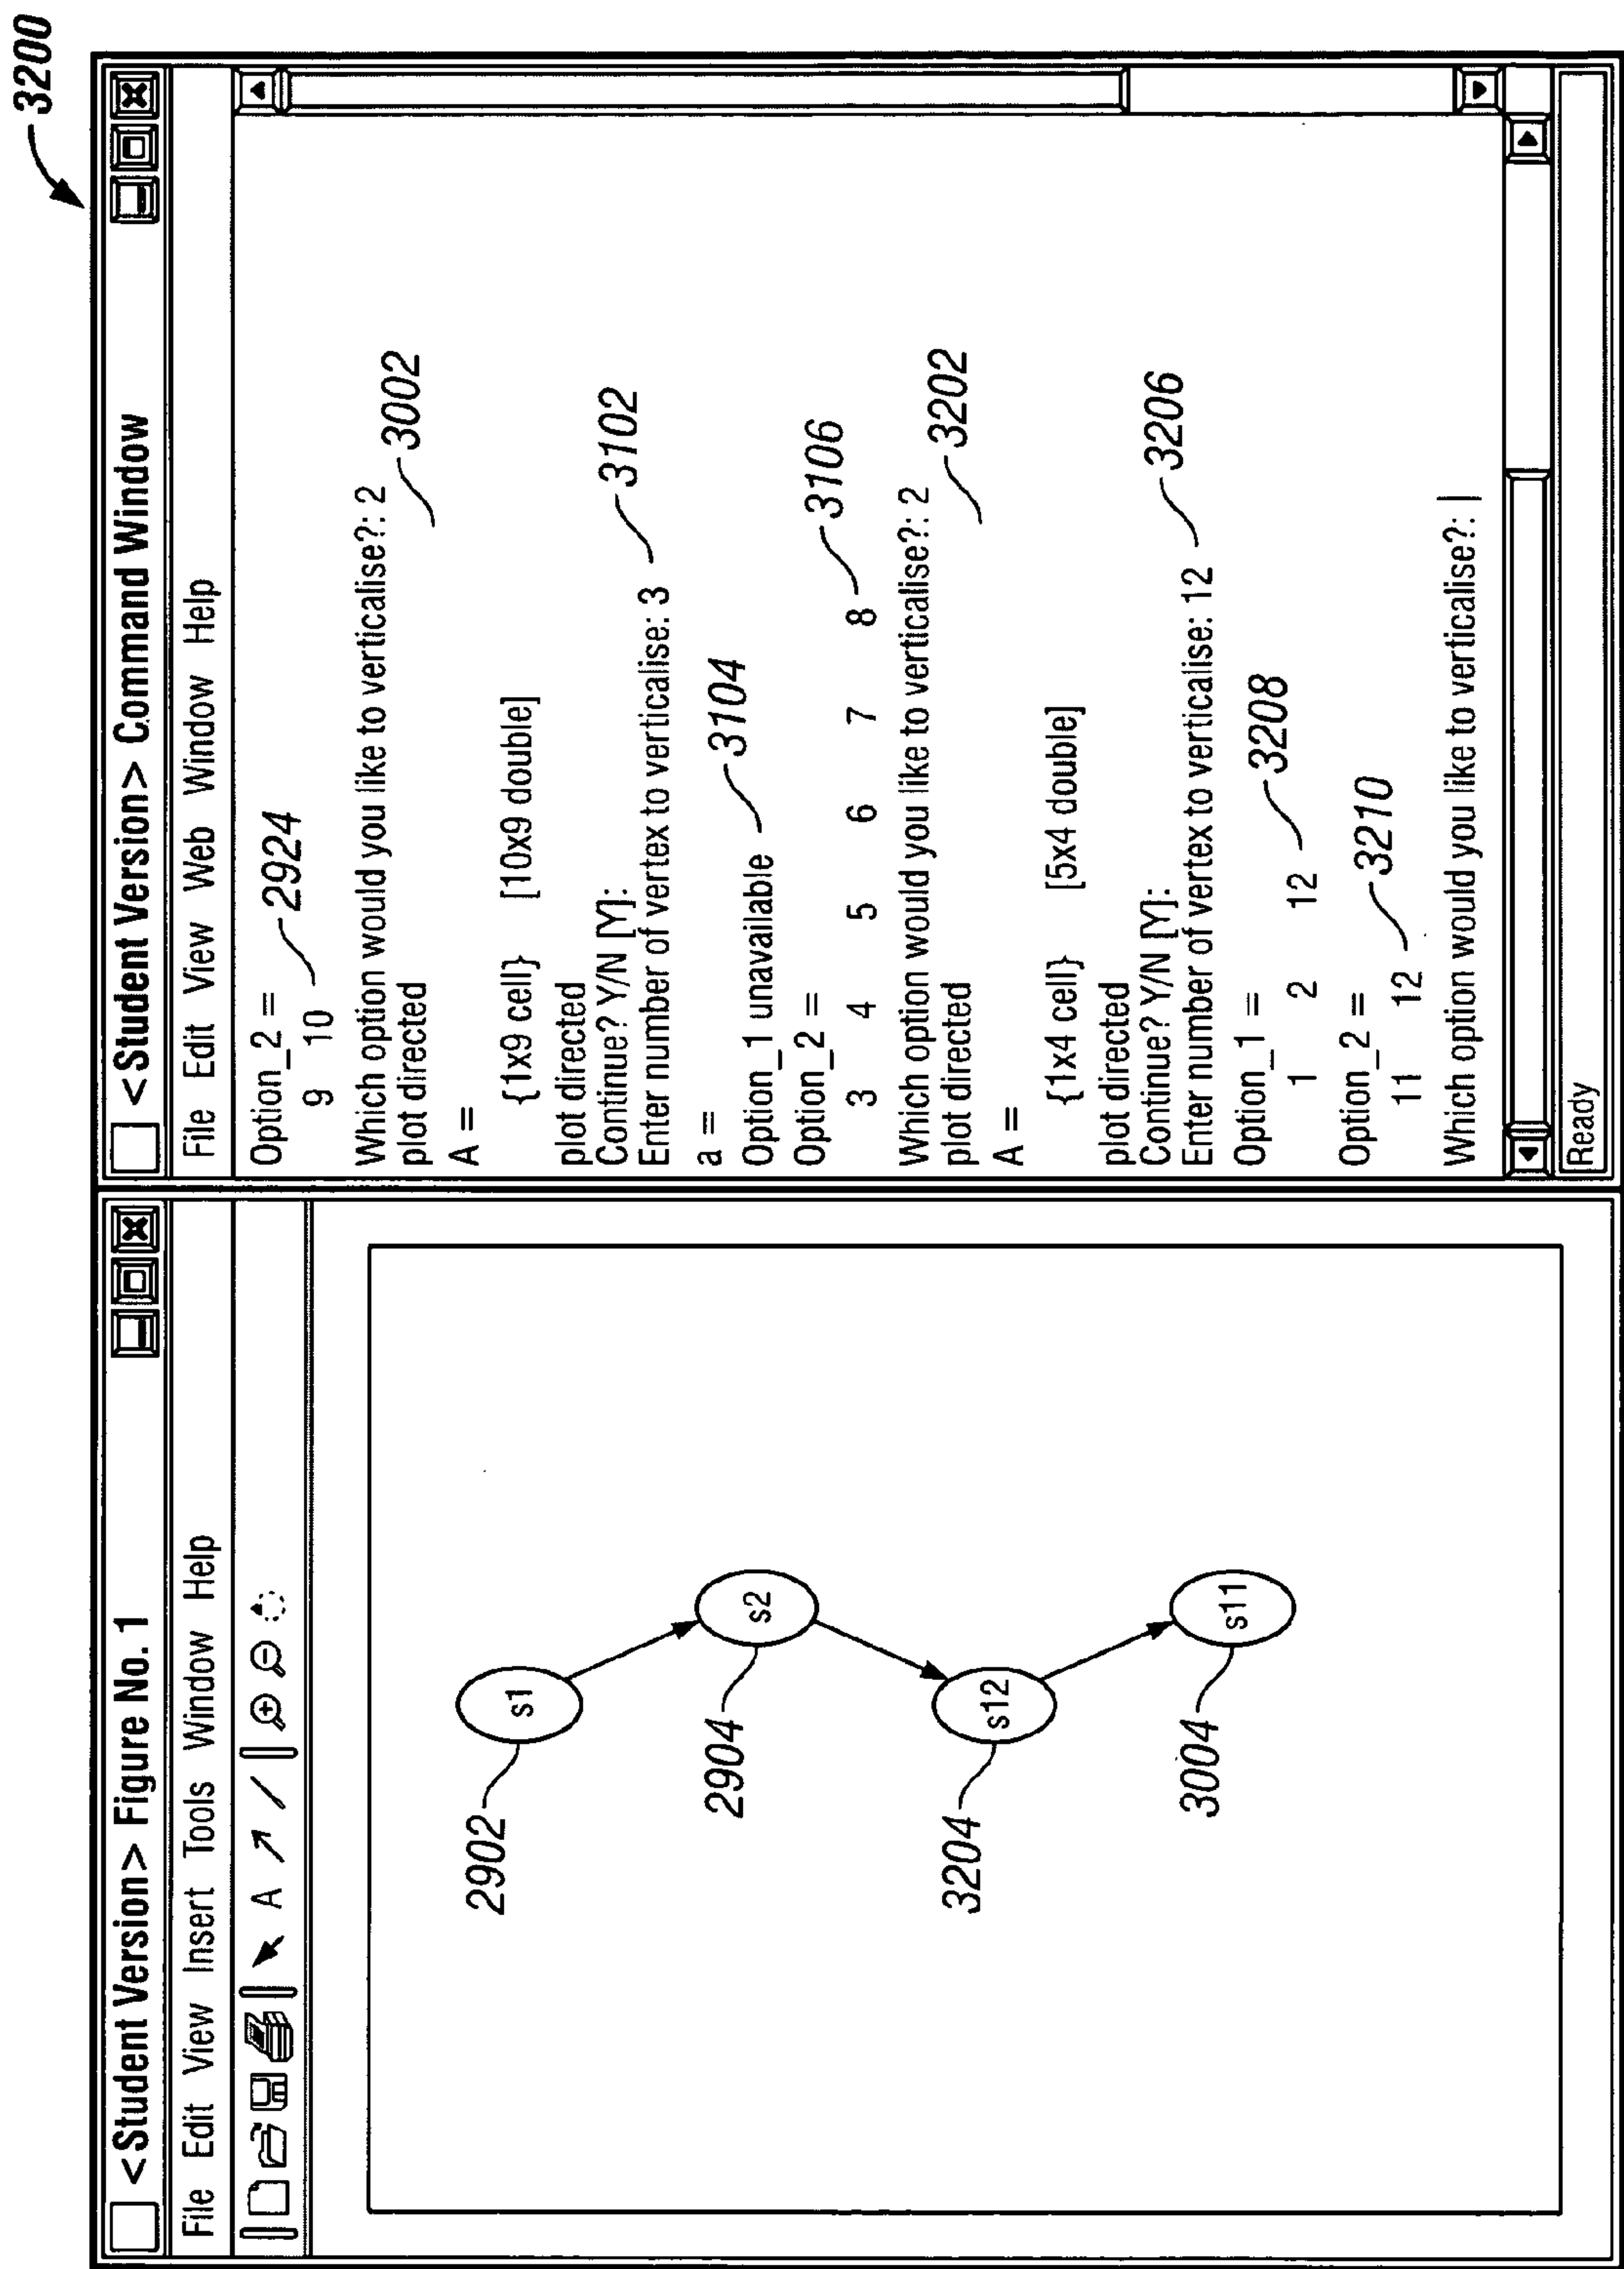 3200
<Student Version> Figure No. 1
File Edit View Insert Tools Window Help
A
s1
2902
s2
2904
s12
3204
s11
3004
<Student Version> Command Window
File Edit View Web Window Help
Option_2 =
9 10 2924
Which option would you like to verticalise?: 2
3002
plot directed
A =
{1x9 cell} [10x9 double]
plot directed
Continue? Y/N [Y]:
Enter number of vertex to verticalise: 3 3102
a =
Option_1 unavailable 3104
Option_2 =
3 4 5 6 7 8 3106
Which option would you like to verticalise?: 2
3202
plot directed
A =
{1x4 cell} [5x4 double]
plot directed
Continue? Y/N [Y]:
Enter number of vertex to verticalise: 12 3206
Option_1 =
1 2 12 3208
Option_2 =
11 12 3210
Which option would you like to verticalise?: |
Ready